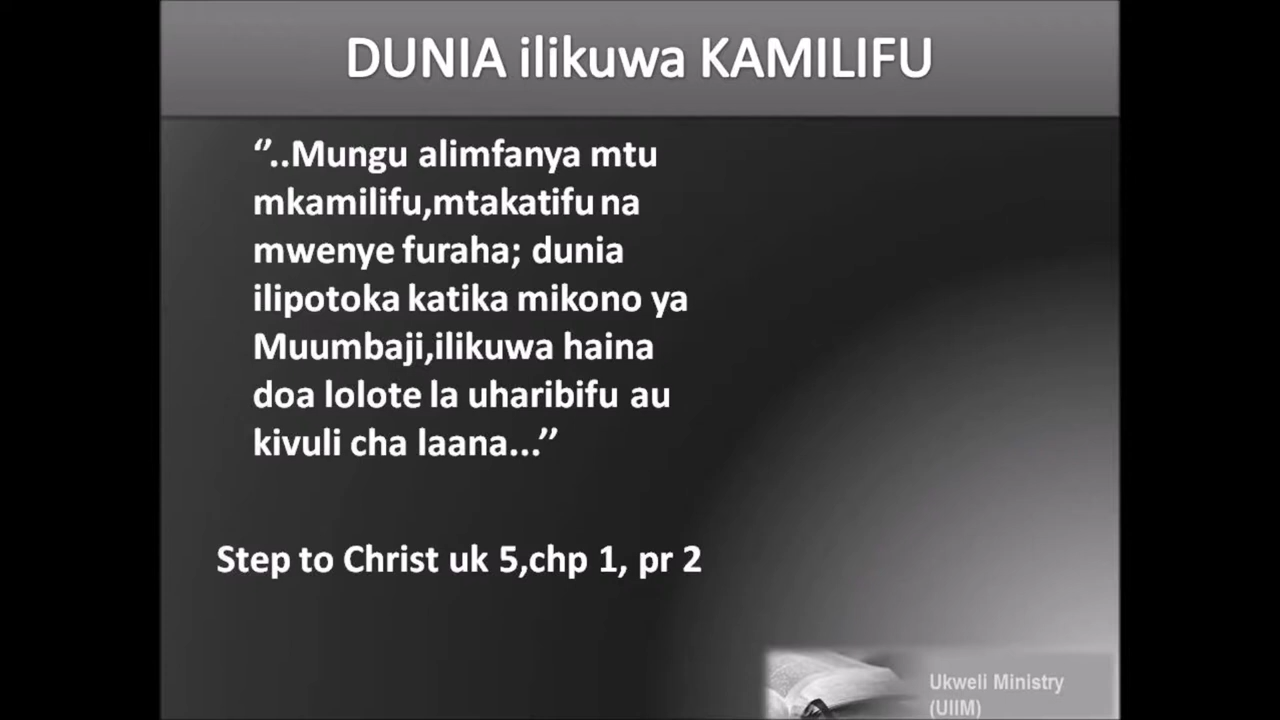 DUNIA ilikuwa KAMILIFU
‘’..Mungu alimfanya mtu
mkamilifu,mtakatifu na
mwenye furaha; dunia
ilipotoka katika mikono ya
Muumbaji,ilikuwa haina
doa lolote la uharibifu au
kivuli cha laana...’’
Step to Christ uk 5,chp 1, pr 2
Ukweli Ministry
(UIIM)